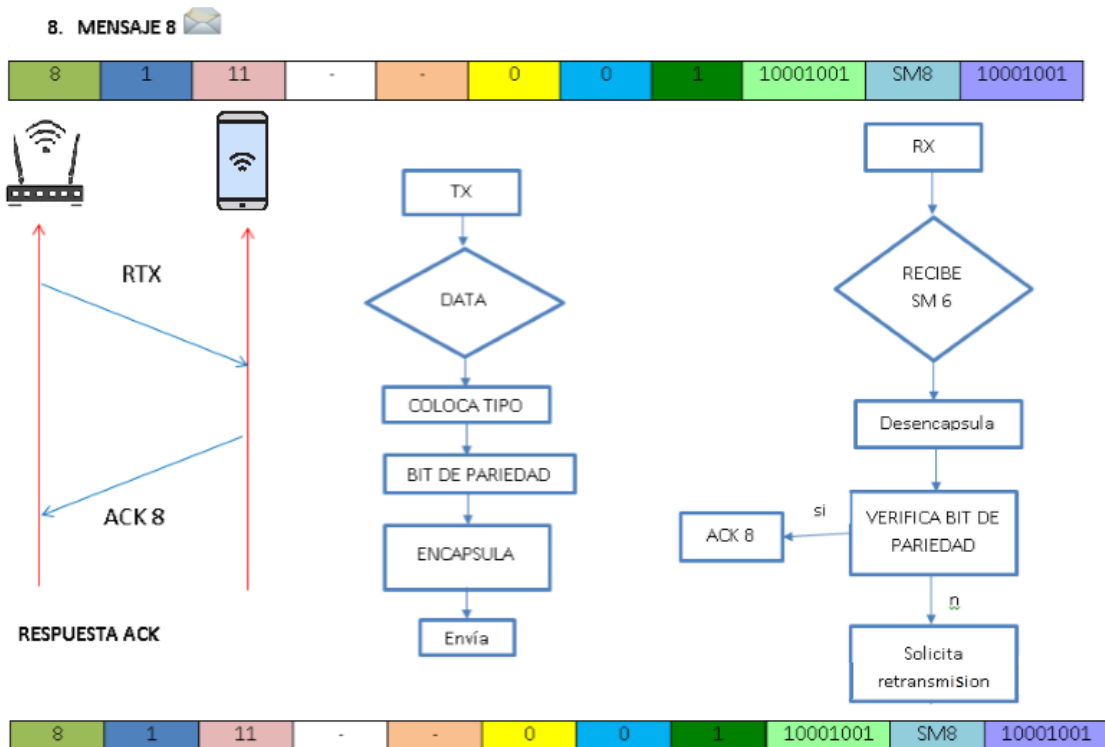 8. MENSAJE 8
8 1 11 - - 0 0 1 10001001 SM8 10001001
RTX
ACK 8
RESPUESTA ACK
TX
DATA
COLOCA TIPO
BIT DE PARIEDAD
ENCAPSULA
Envía
RX
RECIBE
SM 6
Desencapsula
VERIFICA BIT DE
PARIEDAD
si
ACK 8
n
Solicita
retransmision
8 1 11 - - 0 0 1 10001001 SM8 10001001